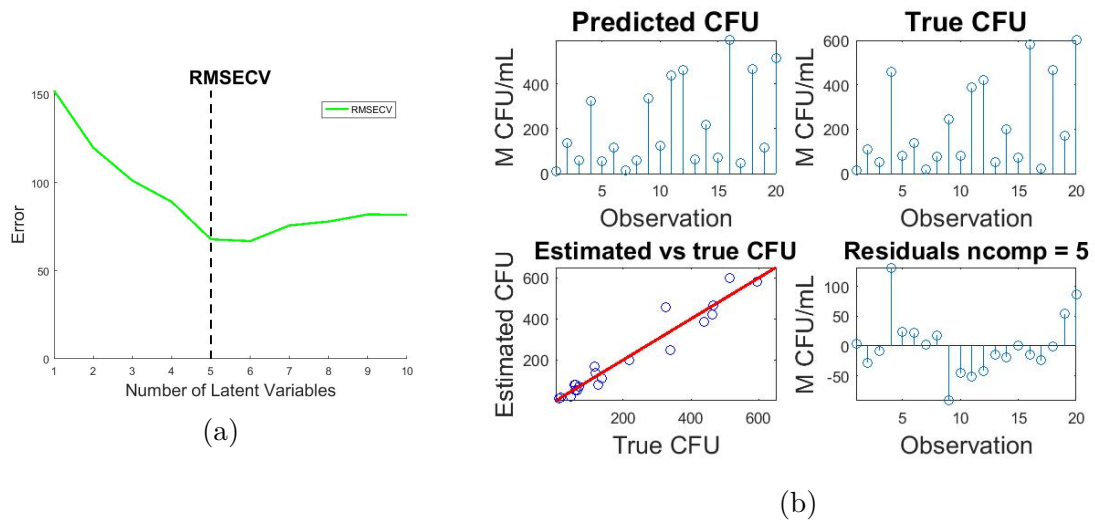 RMSECV
RMSECV
150
100
50
0
Error
1 2 3 4 5 6 7 8 9 10
Number of Latent Variables
(a)
Predicted CFU
M CFU/mL
400
200
0
5 10 15 20
Observation
True CFU
M CFU/mL
600
400
200
0
5 10 15 20
Observation
Estimated vs true CFU
Estimated CFU
600
400
200
200 400 600
True CFU
Residuals ncomp = 5
M CFU/mL
100
50
0
-50
5 10 15 20
Observation
(b)